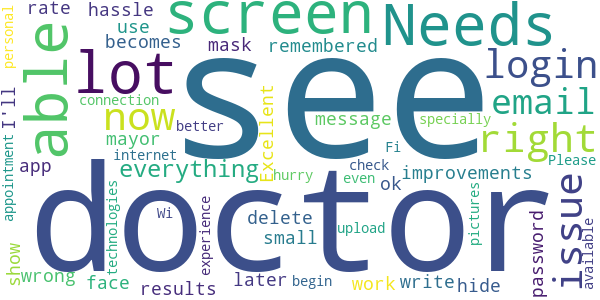 personal
rate
hassle
screen
Needs
able
use
becomes
mask
remembered
I'll
lot
see
login
connection
now
Excellent
message
specially
email
better
right
mayor
internet
Fi
Please
appointment
app
everything
hurry
check
even
ok
improvements
issue
doctor
technologies
Wi
experience
delete
small
upload
pictures
password
available
show
wrong
face
results
later
begin
work
write
hide